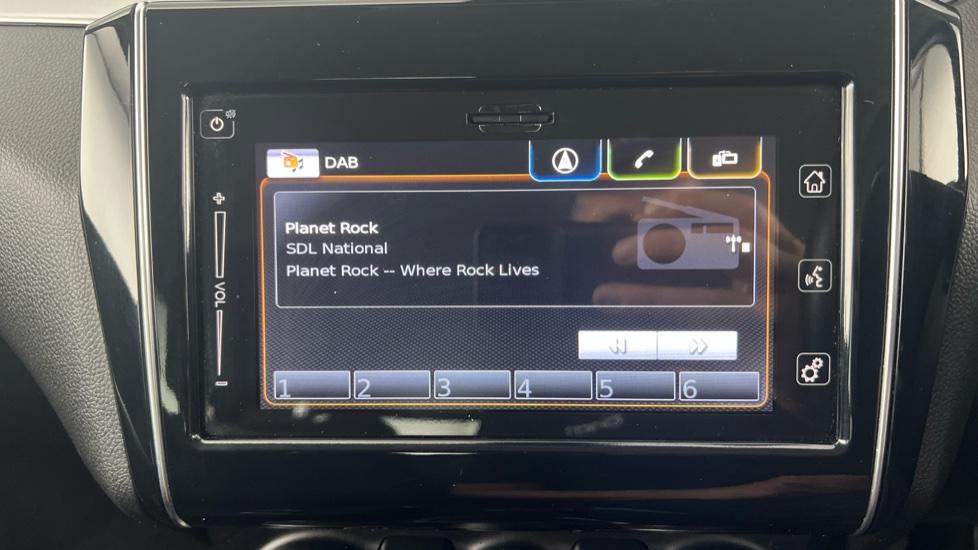 DAB
Planet Rock
SDL National
Planet Rock -- Where Rock Lives
VOL
1 2 3 4 5 6